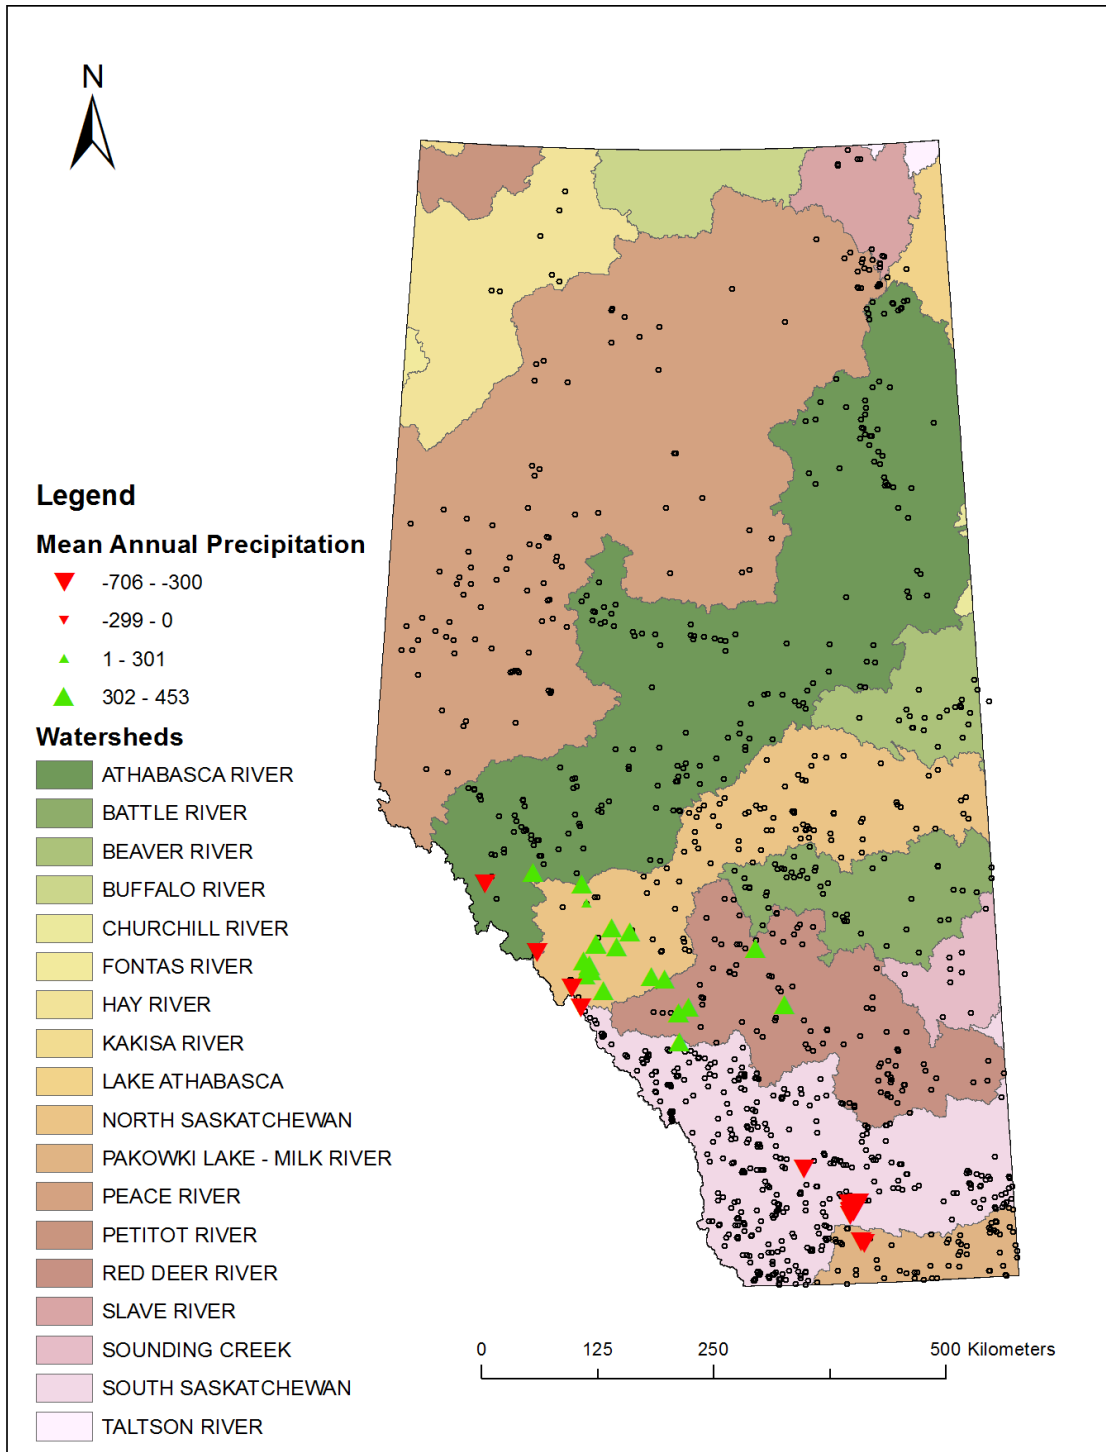 N
Legend
Mean Annual Precipitation
-706 - -300
-299 - 0
1 - 301
302 - 453
Watersheds
ATHABASCA RIVER
BATTLE RIVER
BEAVER RIVER
BUFFALO RIVER
CHURCHILL RIVER
FONTAS RIVER
HAY RIVER
KAKISA RIVER
LAKE ATHABASCA
NORTH SASKATCHEWAN
PAKOWKI LAKE - MILK RIVER
PEACE RIVER
PETITOT RIVER
RED DEER RIVER
SLAVE RIVER
SOUNDING CREEK
SOUTH SASKATCHEWAN
TALTSON RIVER
0 125 250 500 Kilometers